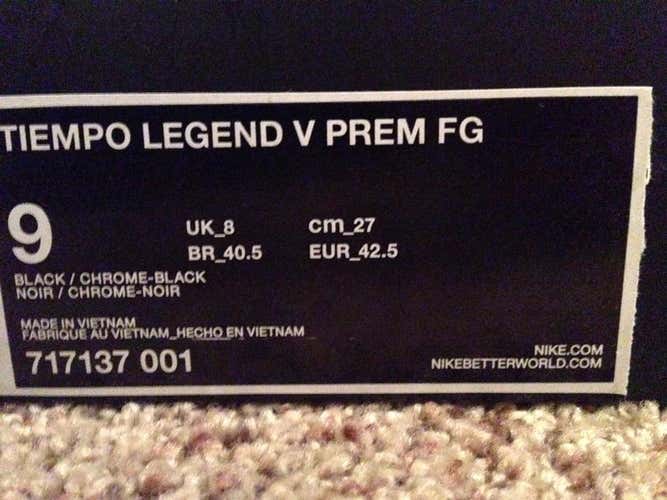 TIEMPO LEGEND V PREM FG
9
UK_8 cm_27
BR_40.5 EUR_42.5
BLACK / CHROME-BLACK
NOIR / CHROME-NOIR
MADE IN VIETNAM
FABRIQUÉ AU VIETNAM_HECHO EN VIETNAM
717137 001
NIKE.COM
NIKEBETTERWORLD.COM